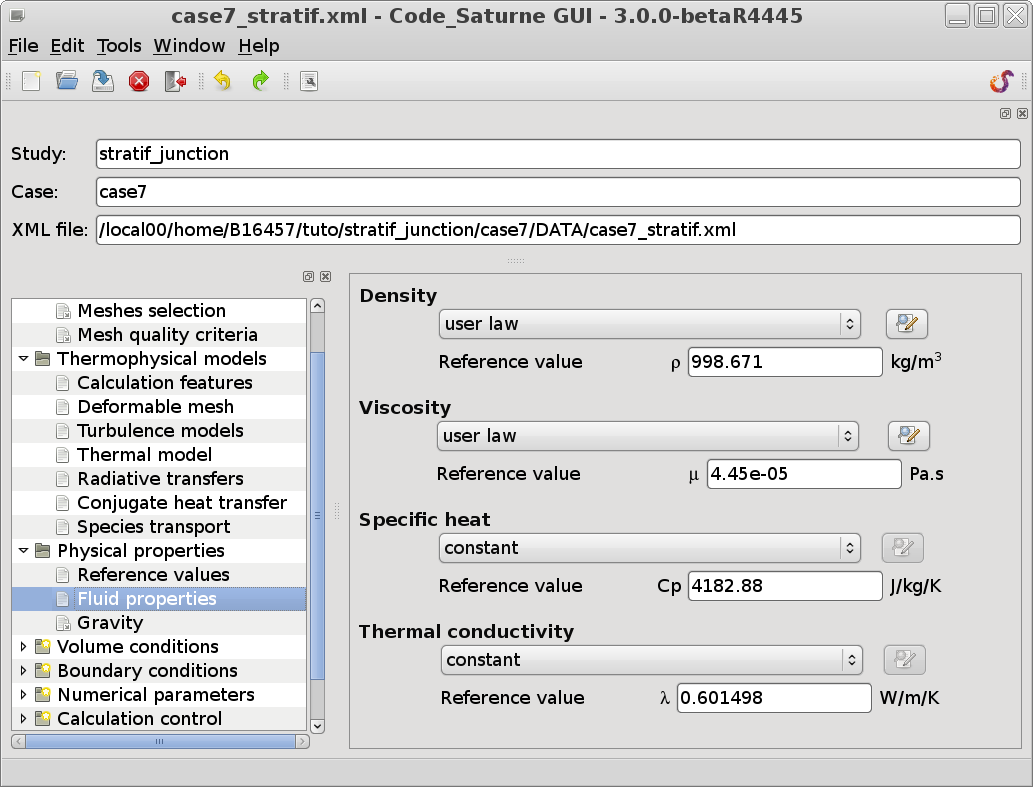 case7_stratif.xml - Code_Saturne GUI - 3.0.0-betaR4445
File Edit Tools Window Help
Study: stratif_junction
Case: case7
XML file: /local00/home/B16457/tuto/stratif_junction/case7/DATA/case7_stratif.xml
Meshes selection
Mesh quality criteria
Thermophysical models
Calculation features
Deformable mesh
Turbulence models
Thermal model
Radiative transfers
Conjugate heat transfer
Species transport
Physical properties
Reference values
Fluid properties
Gravity
Volume conditions
Boundary conditions
Numerical parameters
Calculation control
Density
user law
Reference value ρ 998.671 kg/m³
Viscosity
user law
Reference value μ 4.45e-05 Pa.s
Specific heat
constant
Reference value Cp 4182.88 J/kg/K
Thermal conductivity
constant
Reference value λ 0.601498 W/m/K